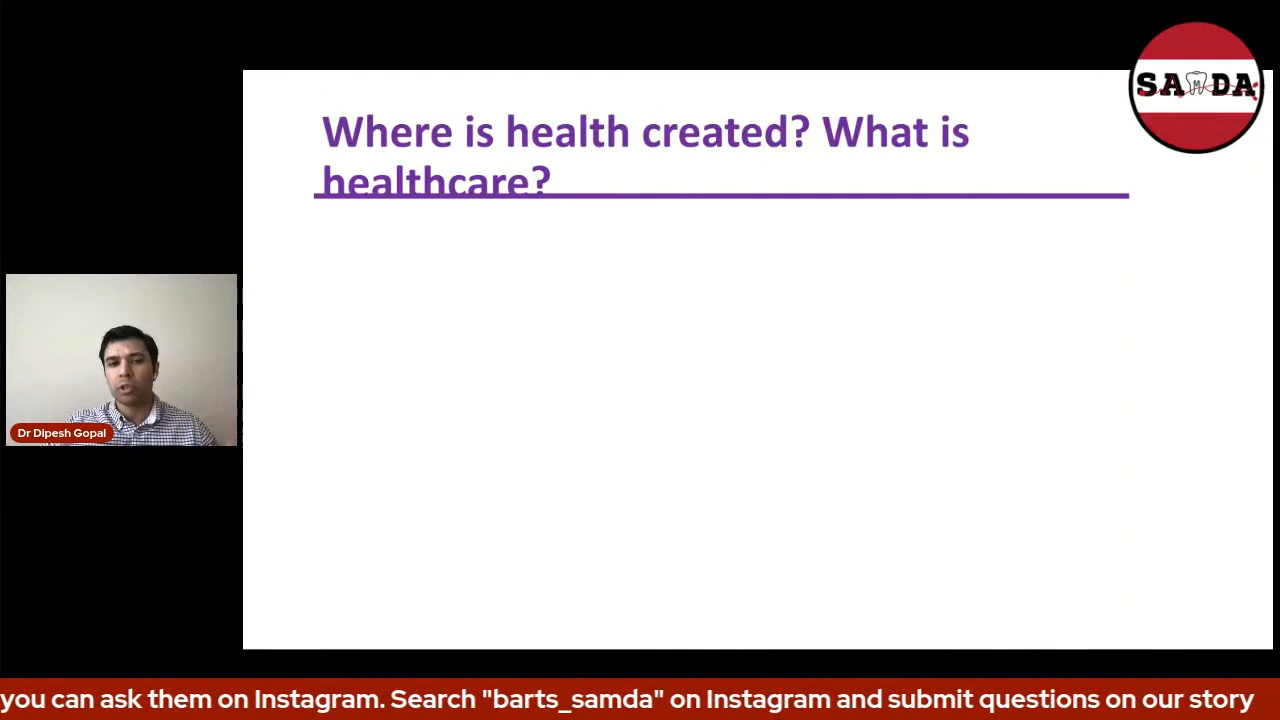 SAMDA
Where is health created? What is
healthcare?
Dr Dipesh Gopal
you can ask them on Instagram. Search "barts_samda" on Instagram and submit questions on our story